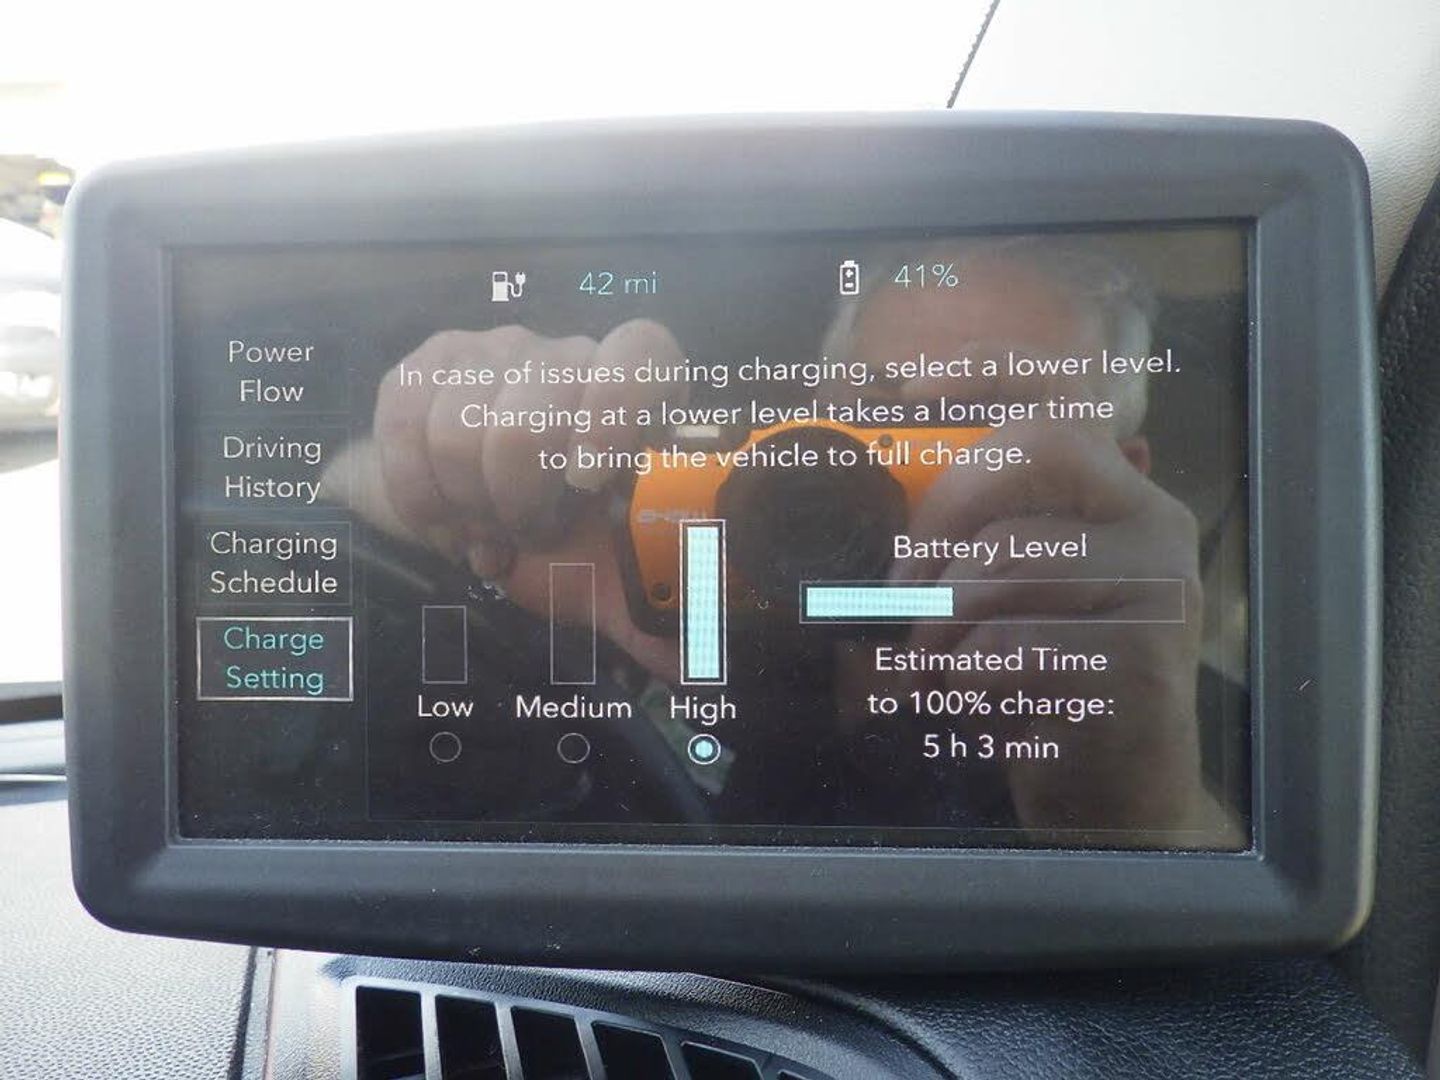 42 mi
41%
Power
Flow
Driving
History
Charging
Schedule
Charge
Setting
In case of issues during charging, select a lower level.
Charging at a lower level takes a longer time
to bring the vehicle to full charge.
Low
Medium
High
Battery Level
Estimated Time
to 100% charge:
5 h 3 min